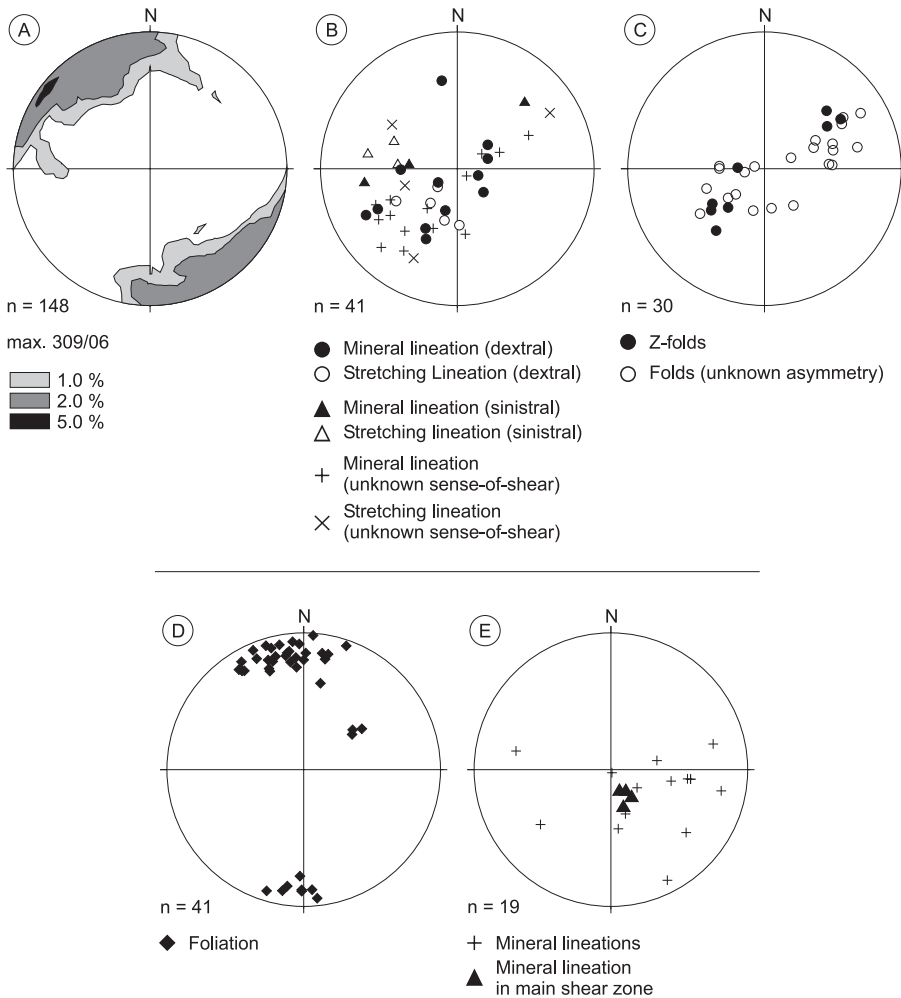 A
N
n = 148
max. 309/06
1.0 %
2.0 %
5.0 %
B
N
n = 41
Mineral lineation (dextral)
Stretching Lineation (dextral)
Mineral lineation (sinistral)
Stretching lineation (sinistral)
Mineral lineation
(unknown sense-of-shear)
Stretching lineation
(unknown sense-of-shear)
C
N
n = 30
Z-folds
Folds (unknown asymmetry)
D
N
n = 41
Foliation
E
N
n = 19
Mineral lineations
Mineral lineation
in main shear zone